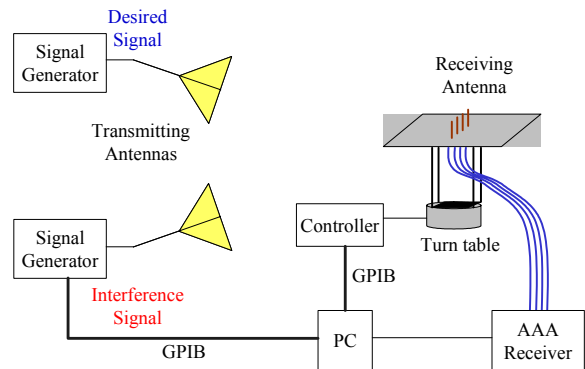 Desired
Signal
Signal
Generator
Receiving
Antenna
Transmitting
Antennas
Controller
Turn table
Signal
Generator
GPIB
Interference
Signal
GPIB
PC
AAA
Receiver